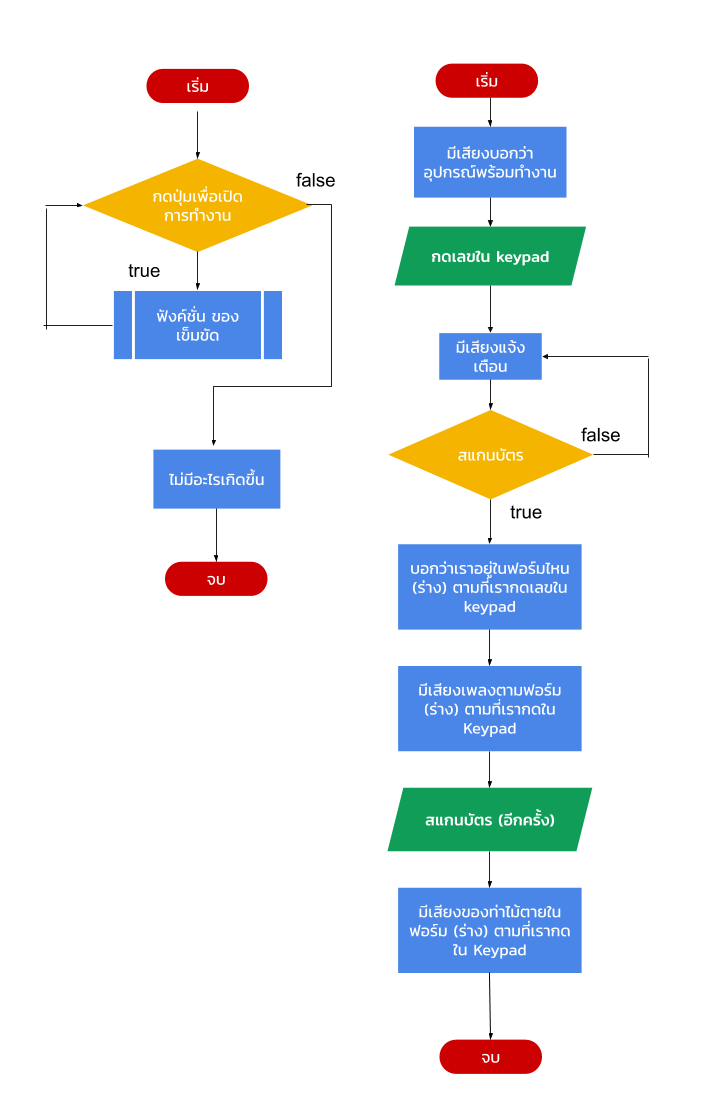 เริ่ม
กดปุ่มเพื่อเปิด
การทำงาน
false
true
ฟังค์ชั่น ของ
เข็มขัด
ไม่มีอะไรเกิดขึ้น
จบ
เริ่ม
มีเสียงบอกว่า
อุปกรณ์พร้อมทำงาน
กดเลขใน keypad
มีเสียงแจ้ง
เตือน
สแกนบัตร
false
true
บอกว่าเราอยู่ในฟอร์มไหน
(ร่าง) ตามที่เรากดเลขใน
keypad
มีเสียงเพลงตามฟอร์ม
(ร่าง) ตามที่เรากดใน
Keypad
สแกนบัตร (อีกครั้ง)
มีเสียงของท่าไม้ตายใน
ฟอร์ม (ร่าง) ตามที่เรากด
ใน Keypad
จบ